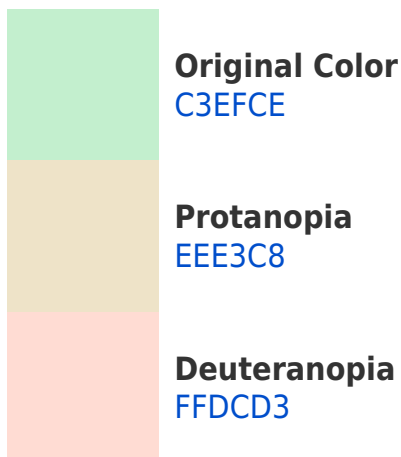 Original Color
C3EFCE
Protanopia
EEE3C8
Deuteranopia
FFDCD3